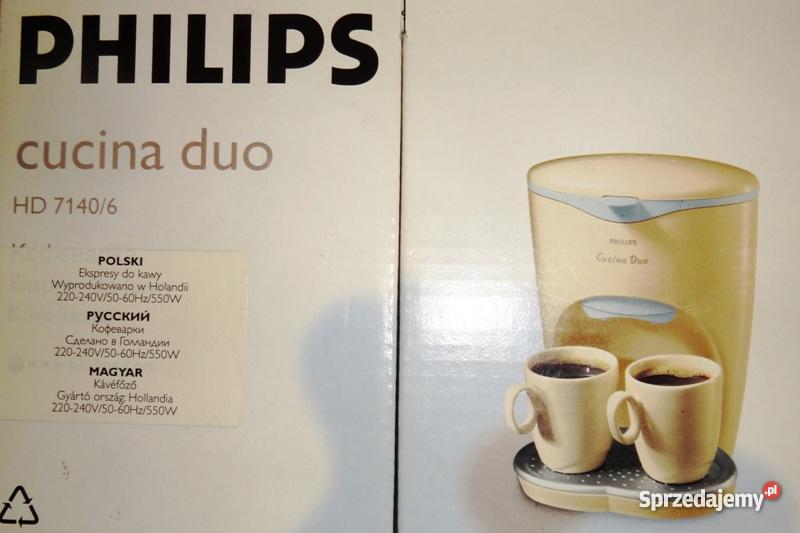 PHILIPS
cucina duo
HD 7140/6
POLSKI
Ekspresy do kawy
Wyprodukowano w Holandii
220-240V/50-60Hz/550W
РУССКИЙ
Кофеварки
Сделано в Голландии
220-240V/50-60Hz/550W
MAGYAR
Kávéfőző
Gyártó ország: Hollandia
220-240V/50-60Hz/550W
PHILIPS
Cucina Duo
Sprzedajemy.pl